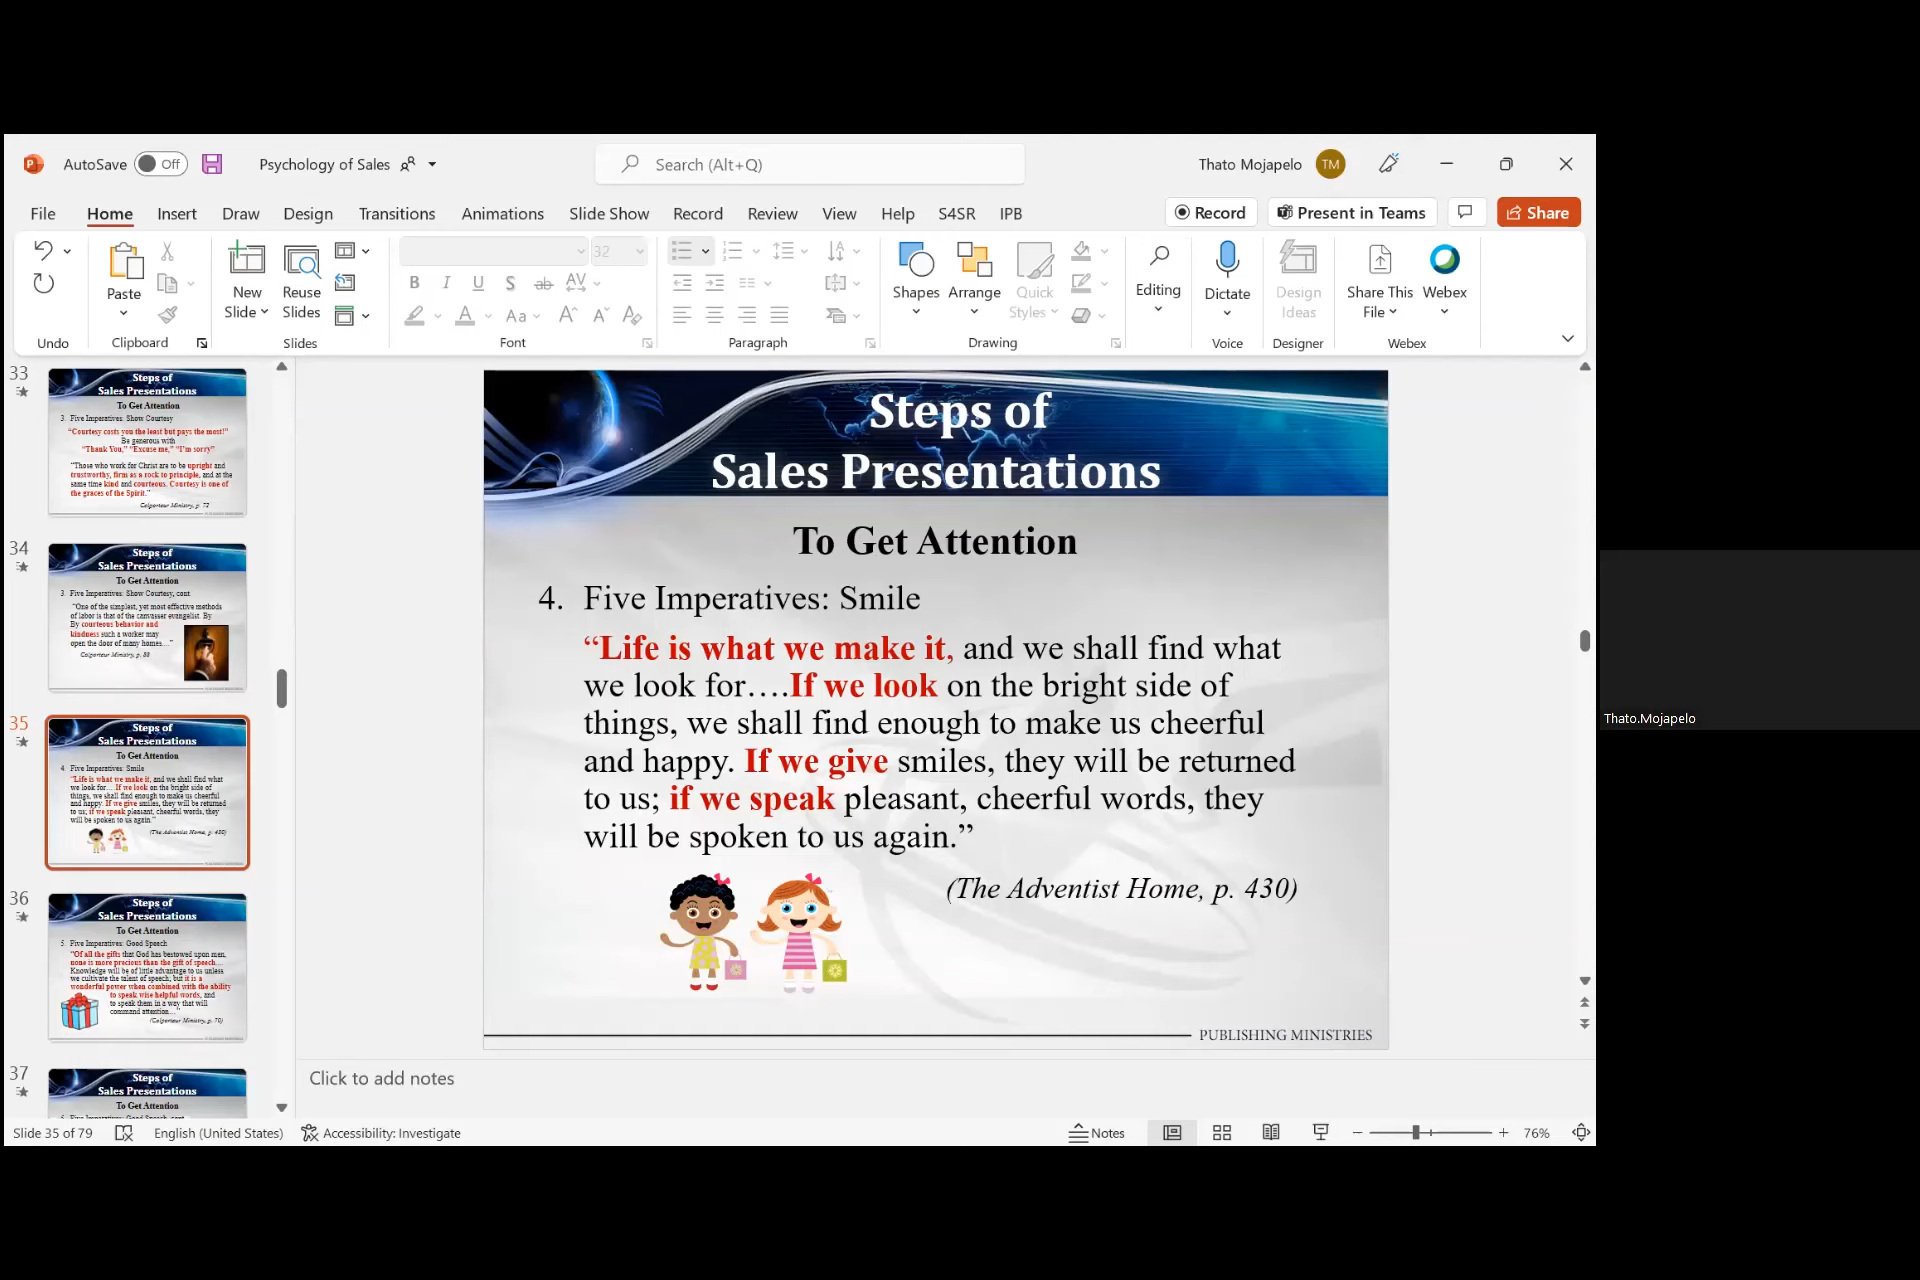 AutoSave Off Psychology of Sales Search (Alt+Q) Thato Mojapelo TM
File Home Insert Draw Design Transitions Animations Slide Show Record Review View Help S4SR IPB Record Present in Teams Share
32
Paste New Slide Reuse Slides Shapes Arrange Quick Styles Editing Dictate Design Ideas Share This File Webex
Undo Clipboard Slides Font Paragraph Drawing Voice Designer Webex
33
Steps of
Sales Presentations
To Get Attention
3. Five Imperatives: Show Courtesy
“Courtesy costs you the least but pays the most!”
Be generous with
“Thank You,” “Excuse me,” “I’m sorry”
“Those who work for Christ are to be upright and
trustworthy, firm as a rock to principle, and at the
same time kind and courteous. Courtesy is one of
the graces of the Spirit.”
Colporteur Ministry, p. 72
34
Steps of
Sales Presentations
To Get Attention
3. Five Imperatives: Show Courtesy, cont.
“One of the simplest, yet most effective methods
of labor is that of the canvasser evangelist. By
By courteous behavior and
kindness such a worker may
open the door of many homes....”
Colporteur Ministry, p. 88
35
Steps of
Sales Presentations
To Get Attention
4. Five Imperatives: Smile
“Life is what we make it, and we shall find what
we look for….If we look on the bright side of
things, we shall find enough to make us cheerful
and happy. If we give smiles, they will be returned
to us; if we speak pleasant, cheerful words, they
will be spoken to us again.”
(The Adventist Home, p. 430)
36
Steps of
Sales Presentations
To Get Attention
5. Five Imperatives: Good Speech
“Of all the gifts that God has bestowed upon men,
none is more precious than the gift of speech....
Knowledge will be of little advantage to us unless
we cultivate the talent of speech; but it is a
wonderful power when combined with the ability
to speak wise helpful words, and
to speak them in a way that will
command attention....”
(Colporteur Ministry, p. 70)
37
Steps of
Sales Presentations
To Get Attention
Steps of
Sales Presentations
To Get Attention
4. Five Imperatives: Smile
“Life is what we make it, and we shall find what
we look for….If we look on the bright side of
things, we shall find enough to make us cheerful
and happy. If we give smiles, they will be returned
to us; if we speak pleasant, cheerful words, they
will be spoken to us again.”
(The Adventist Home, p. 430)
PUBLISHING MINISTRIES
Click to add notes
Slide 35 of 79 English (United States) Accessibility: Investigate Notes 76%
Thato.Mojapelo